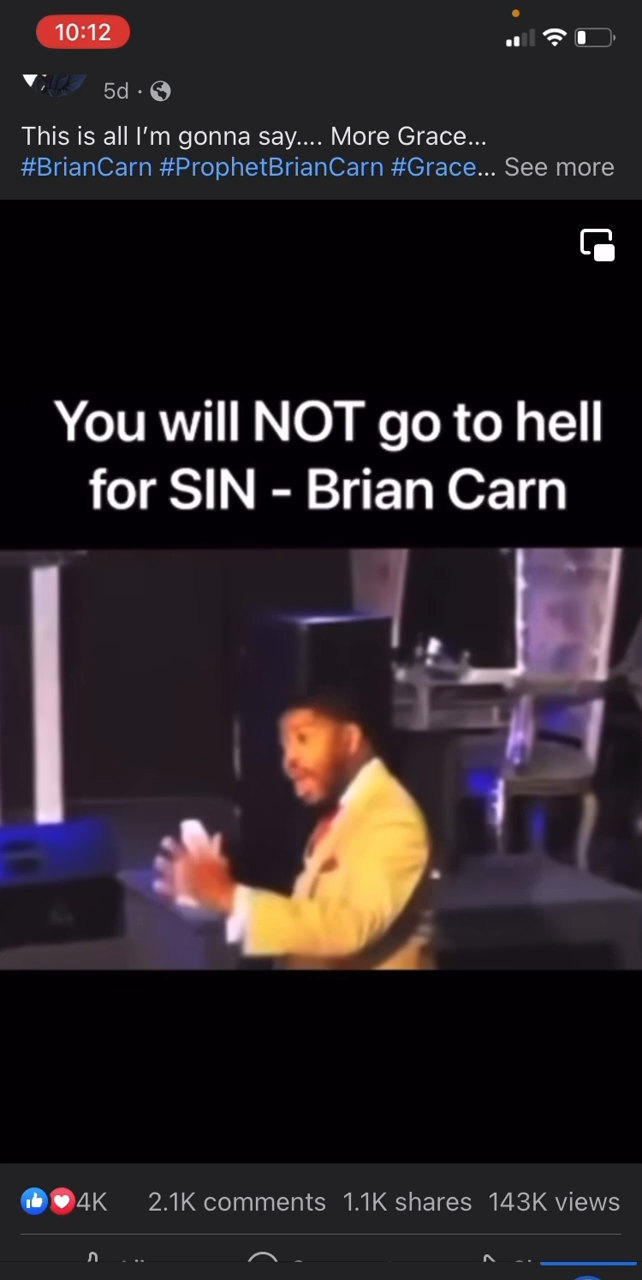 10:12
5d ·
This is all I’m gonna say.... More Grace...
#BrianCarn #ProphetBrianCarn #Grace... See more
You will NOT go to hell
for SIN - Brian Carn
4K 2.1K comments 1.1K shares 143K views